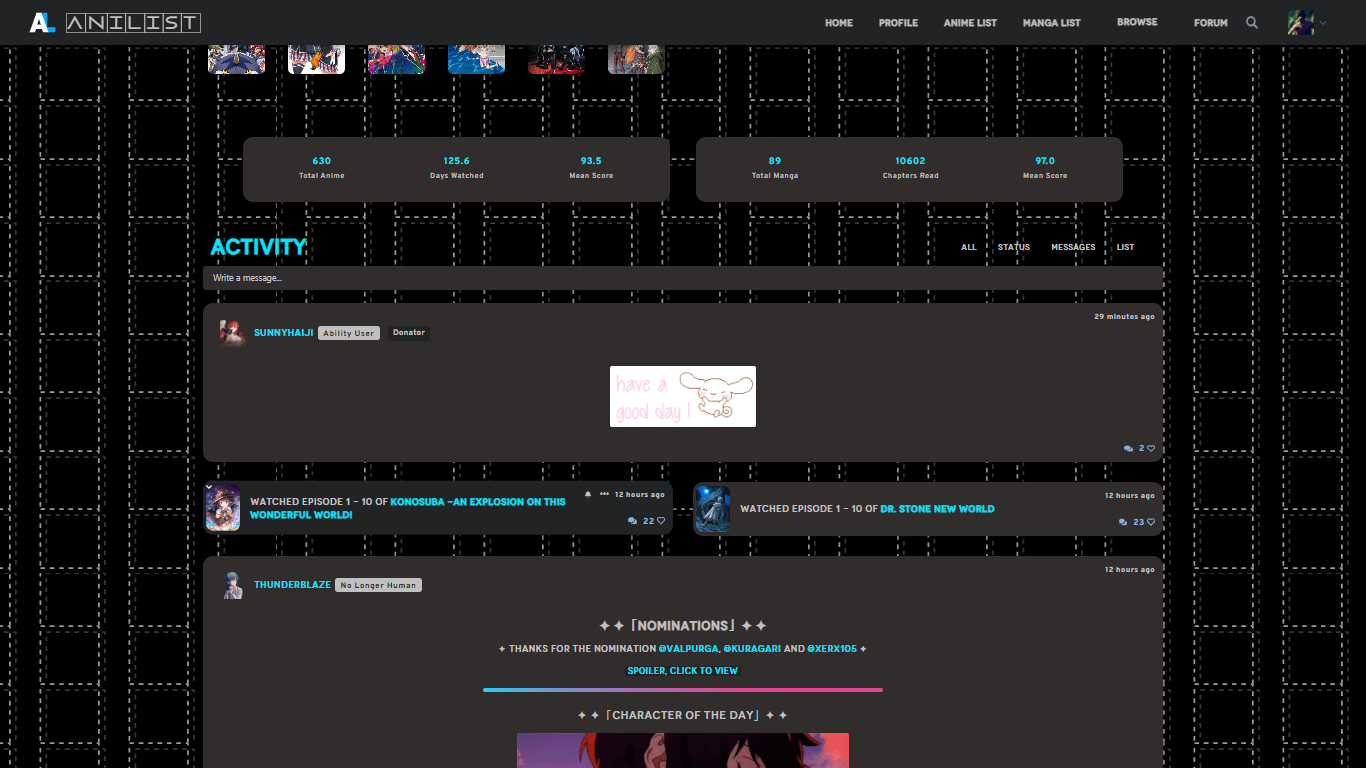 AL ANILIST
HOME PROFILE ANIME LIST MANGA LIST BROWSE FORUM
630 125.6 93.5
Total Anime Days Watched Mean Score
89 10602 97.0
Total Manga Chapters Read Mean Score
ACTIVITY
ALL STATUS MESSAGES LIST
Write a message...
29 minutes ago
SUNNYHAIJI Ability User Donator
have a
good day !
2
12 hours ago
WATCHED EPISODE 1 - 10 OF KONOSUBA -AN EXPLOSION ON THIS
WONDERFUL WORLD!
22
12 hours ago
WATCHED EPISODE 1 - 10 OF DR. STONE NEW WORLD
23
12 hours ago
THUNDERBLAZE No Longer Human
✦ ✦ 「NOMINATIONS」 ✦ ✦
✦ THANKS FOR THE NOMINATION @VALPURGA, @KURAGARI AND @XERX105 ✦
SPOILER, CLICK TO VIEW
✦ ✦ 「CHARACTER OF THE DAY」 ✦ ✦